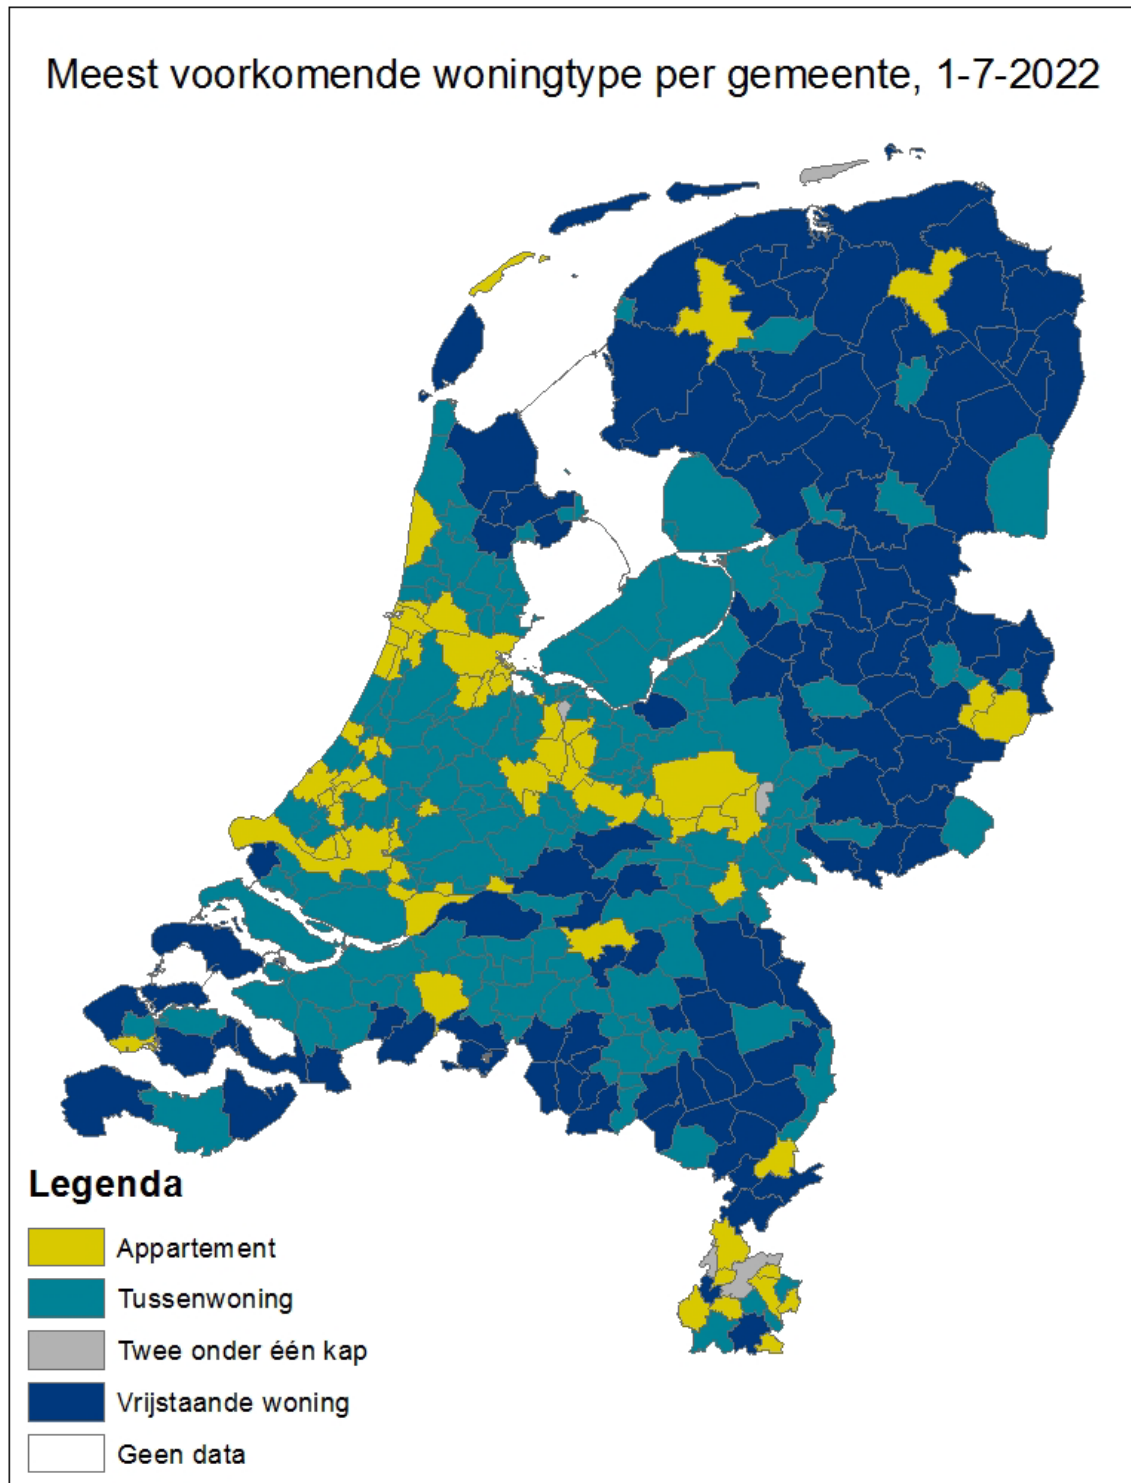 Meest voorkomende woningtype per gemeente, 1-7-2022
Legenda
Appartement
Tussenwoning
Twee onder één kap
Vrijstaande woning
Geen data